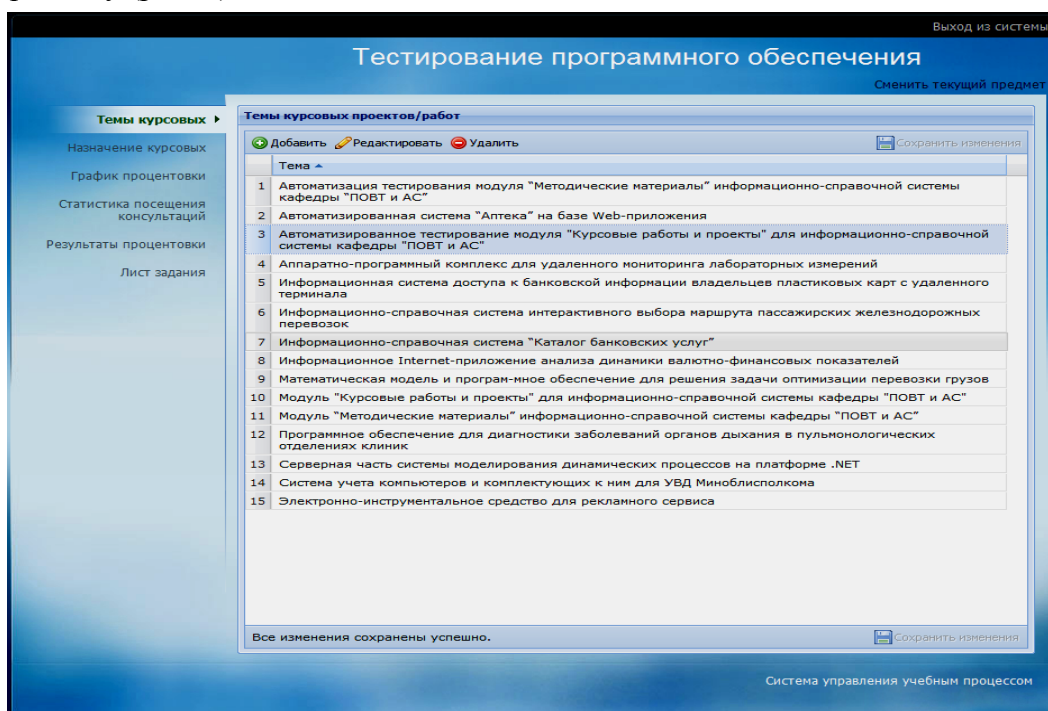 Выход из системы
Тестирование программного обеспечения
Сменить текущий предмет
Темы курсовых
Назначение курсовых
График процентовки
Статистика посещения
консультаций
Результаты процентовки
Лист задания
Темы курсовых проектов/работ
Добавить Редактировать Удалить Сохранить изменения
Тема
1 Автоматизация тестирования модуля "Методические материалы" информационно-справочной системы
кафедры "ПОВТ и АС"
2 Автоматизированная система "Аптека" на базе Web-приложения
3 Автоматизированное тестирование модуля "Курсовые работы и проекты" для информационно-справочной
системы кафедры "ПОВТ и АС"
4 Аппаратно-программный комплекс для удаленного мониторинга лабораторных измерений
5 Информационная система доступа к банковской информации владельцев пластиковых карт с удаленного
терминала
6 Информационно-справочная система интерактивного выбора маршрута пассажирских железнодорожных
перевозок
7 Информационно-справочная система "Каталог банковских услуг"
8 Информационное Internet-приложение анализа динамики валютно-финансовых показателей
9 Математическая модель и програм-мное обеспечение для решения задачи оптимизации перевозки грузов
10 Модуль "Курсовые работы и проекты" для информационно-справочной системы кафедры "ПОВТ и АС"
11 Модуль "Методические материалы" информационно-справочной системы кафедры "ПОВТ и АС"
12 Программное обеспечение для диагностики заболеваний органов дыхания в пульмонологических
отделениях клиник
13 Серверная часть системы моделирования динамических процессов на платформе .NET
14 Система учета компьютеров и комплектующих к ним для УВД Миноблисполкома
15 Электронно-инструментальное средство для рекламного сервиса
Все изменения сохранены успешно. Сохранить изменения
Система управления учебным процессом